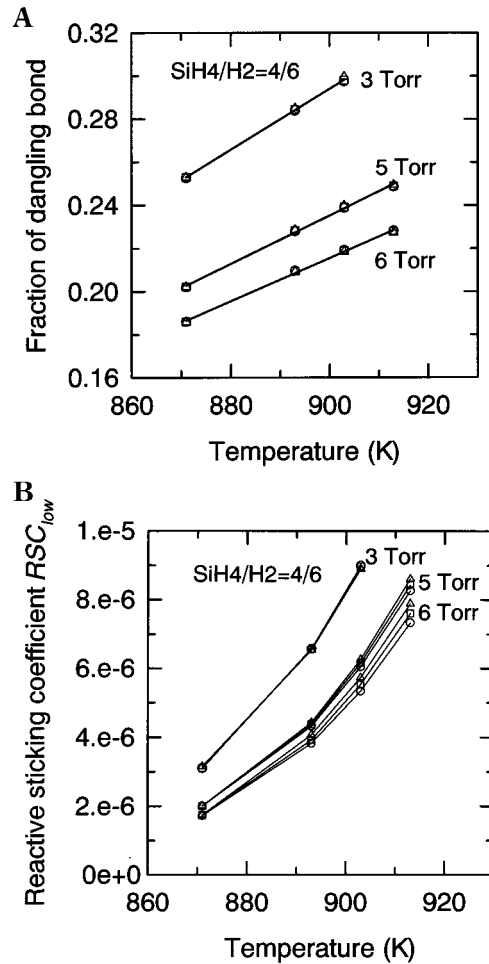 A
Fraction of dangling bond
0.32
0.28
0.24
0.20
0.16
SiH4/H2=4/6
3 Torr
5 Torr
6 Torr
860
880
900
920
Temperature (K)
B
Reactive sticking coefficient RSClow
1.e-5
8.e-6
6.e-6
4.e-6
2.e-6
0e+0
SiH4/H2=4/6
3 Torr
5 Torr
6 Torr
860
880
900
920
Temperature (K)